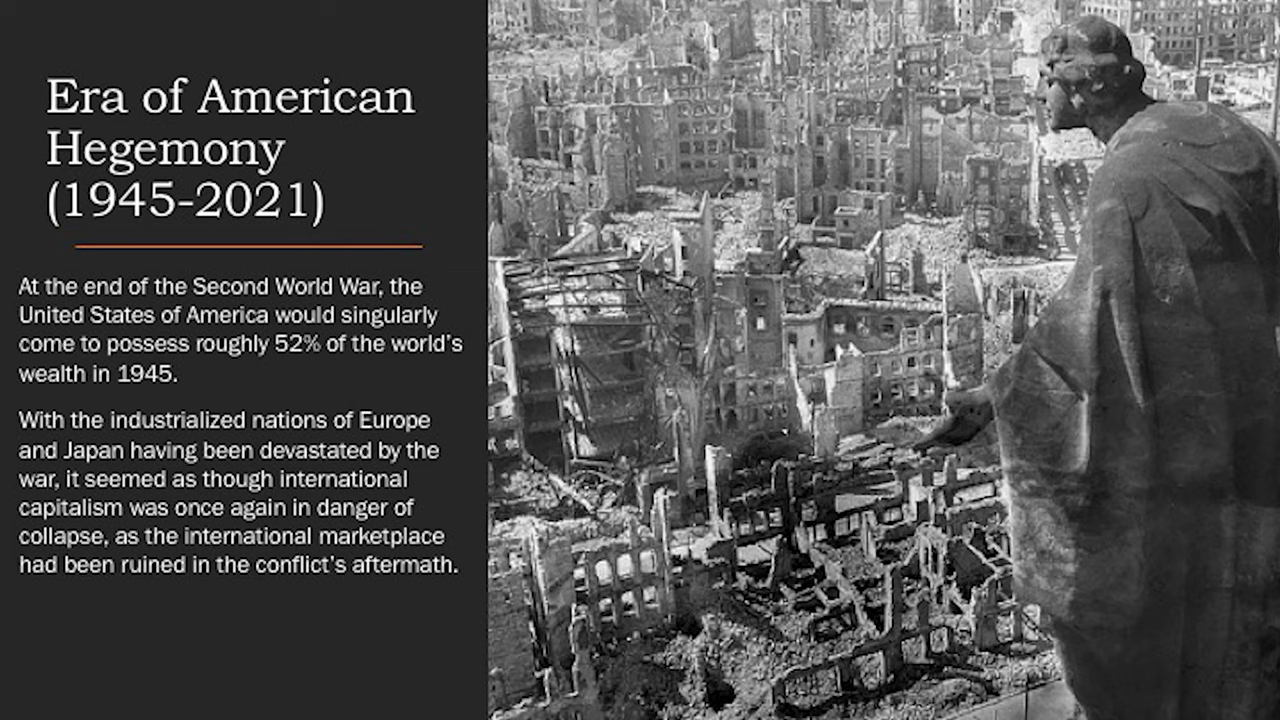 Era of American
Hegemony
(1945-2021)
At the end of the Second World War, the
United States of America would singularly
come to possess roughly 52% of the world’s
wealth in 1945.
With the industrialized nations of Europe
and Japan having been devastated by the
war, it seemed as though international
capitalism was once again in danger of
collapse, as the international marketplace
had been ruined in the conflict’s aftermath.